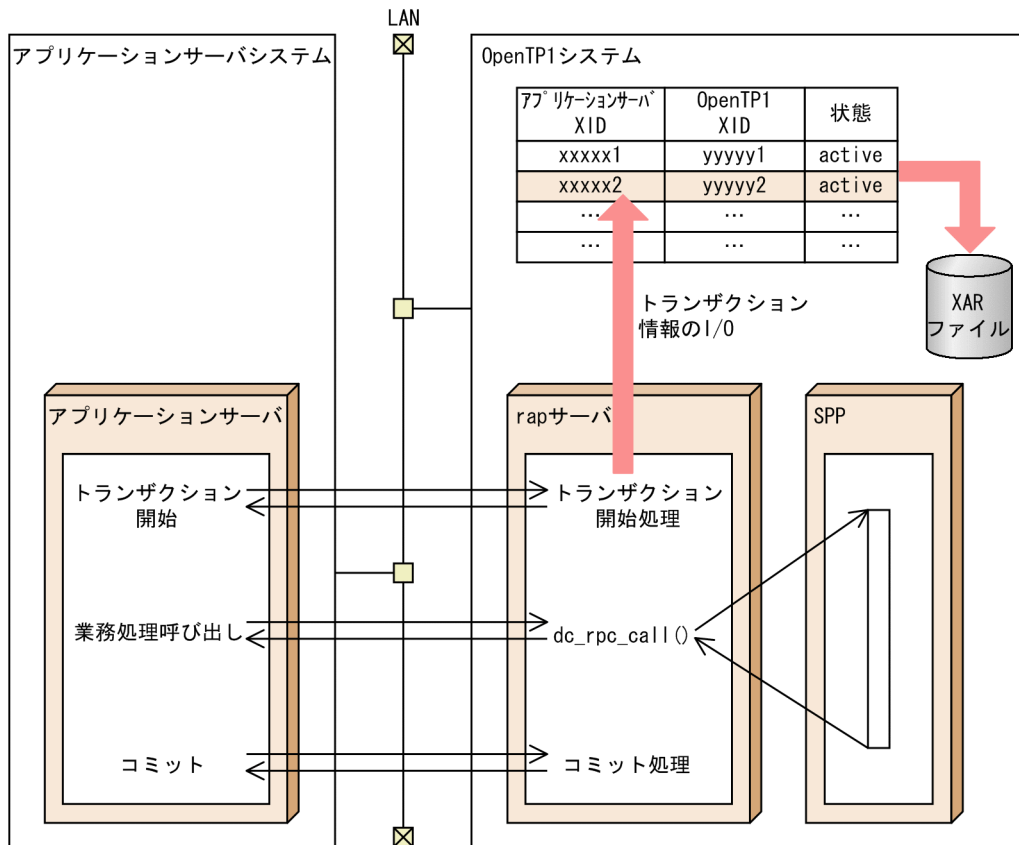 LAN
アプリケーションサーバシステム
OpenTP1システム
アプリケーションサーバ
XID
OpenTP1
XID
状態
xxxxx1 yyyyy1 active
xxxxx2 yyyyy2 active
… … …
… … …
トランザクション
情報のI/O
XAR
ファイル
アプリケーションサーバ
rapサーバ
SPP
トランザクション
開始
トランザクション
開始処理
業務処理呼び出し
dc_rpc_call()
コミット
コミット処理